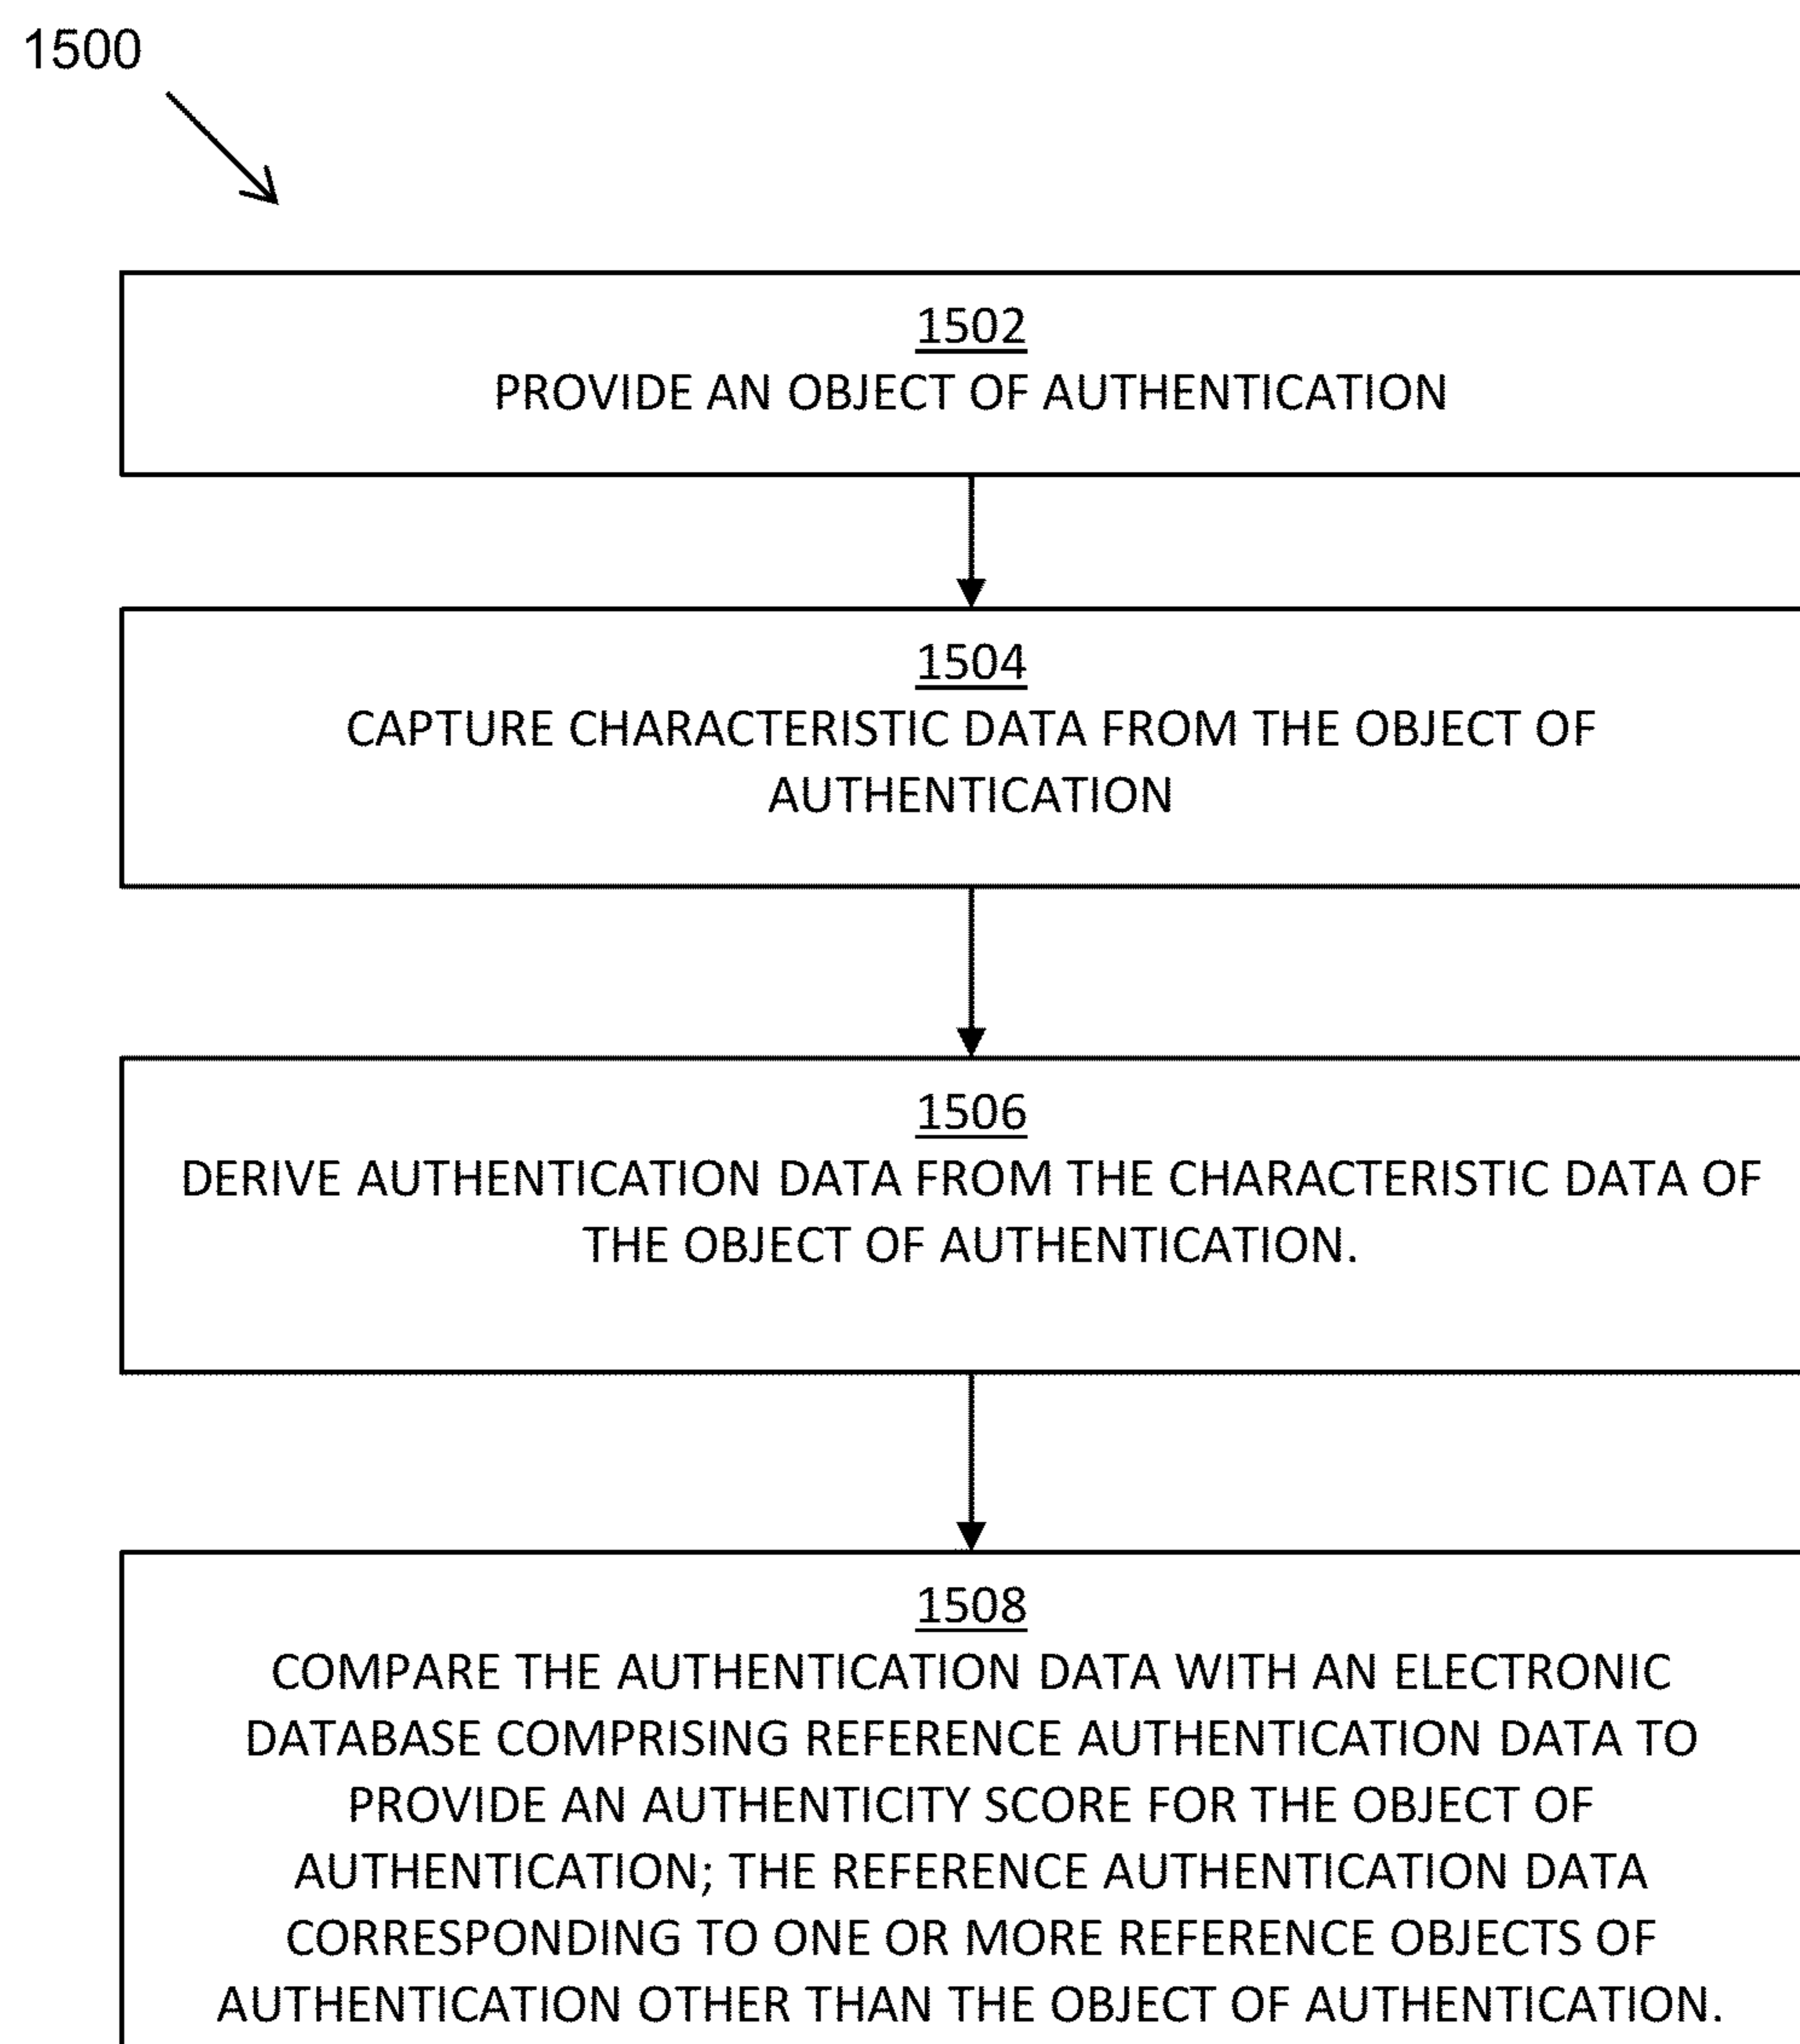 1500
1502
PROVIDE AN OBJECT OF AUTHENTICATION
1504
CAPTURE CHARACTERISTIC DATA FROM THE OBJECT OF
AUTHENTICATION
1506
DERIVE AUTHENTICATION DATA FROM THE CHARACTERISTIC DATA OF
THE OBJECT OF AUTHENTICATION.
1508
COMPARE THE AUTHENTICATION DATA WITH AN ELECTRONIC
DATABASE COMPRISING REFERENCE AUTHENTICATION DATA TO
PROVIDE AN AUTHENTICITY SCORE FOR THE OBJECT OF
AUTHENTICATION; THE REFERENCE AUTHENTICATION DATA
CORRESPONDING TO ONE OR MORE REFERENCE OBJECTS OF
AUTHENTICATION OTHER THAN THE OBJECT OF AUTHENTICATION.